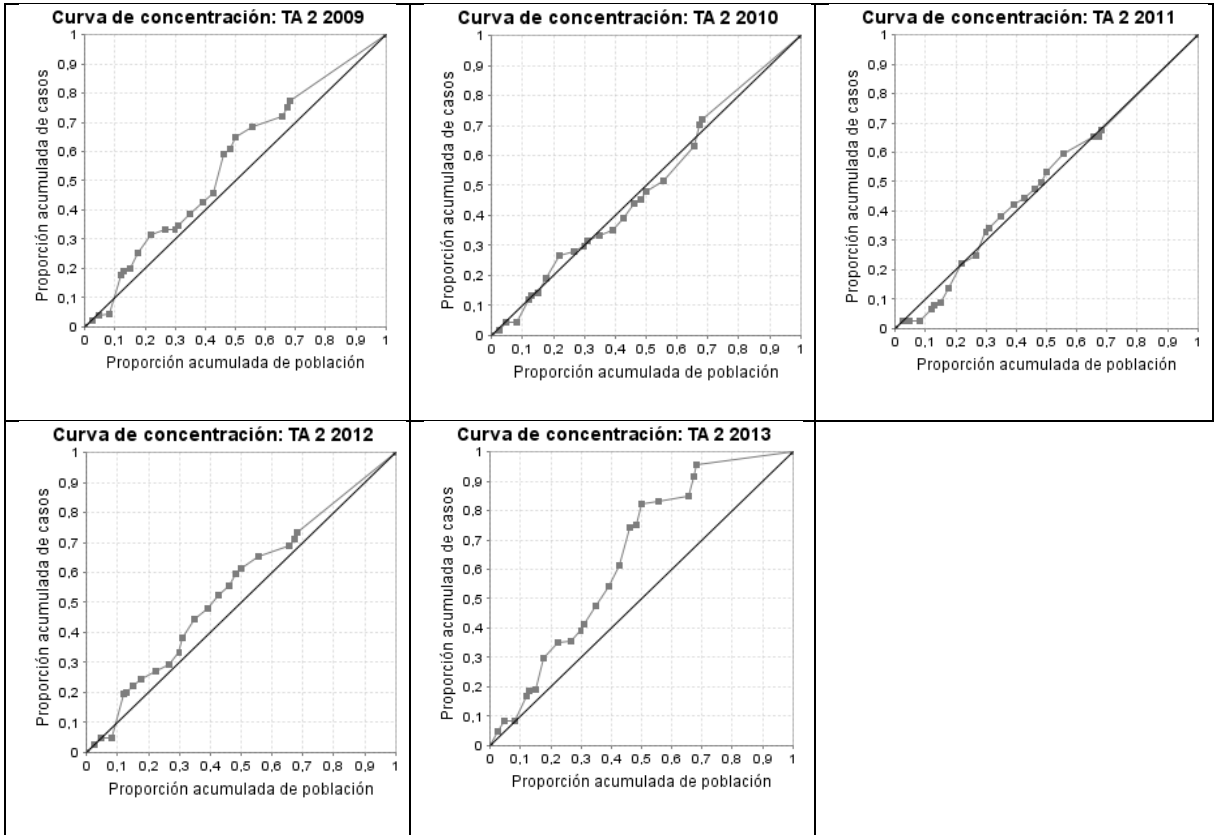 Curva de concentración: TA 2 2009
1
0,9
0,8
0,7
0,6
0,5
0,4
0,3
0,2
0,1
0
Proporción acumulada de casos
0 0,1 0,2 0,3 0,4 0,5 0,6 0,7 0,8 0,9 1
Proporción acumulada de población
Curva de concentración: TA 2 2010
1
0,9
0,8
0,7
0,6
0,5
0,4
0,3
0,2
0,1
0
Proporción acumulada de casos
0 0,1 0,2 0,3 0,4 0,5 0,6 0,7 0,8 0,9 1
Proporción acumulada de población
Curva de concentración: TA 2 2011
1
0,9
0,8
0,7
0,6
0,5
0,4
0,3
0,2
0,1
0
Proporción acumulada de casos
0 0,1 0,2 0,3 0,4 0,5 0,6 0,7 0,8 0,9 1
Proporción acumulada de población
Curva de concentración: TA 2 2012
1
0,9
0,8
0,7
0,6
0,5
0,4
0,3
0,2
0,1
0
Proporción acumulada de casos
0 0,1 0,2 0,3 0,4 0,5 0,6 0,7 0,8 0,9 1
Proporción acumulada de población
Curva de concentración: TA 2 2013
1
0,9
0,8
0,7
0,6
0,5
0,4
0,3
0,2
0,1
0
Proporción acumulada de casos
0 0,1 0,2 0,3 0,4 0,5 0,6 0,7 0,8 0,9 1
Proporción acumulada de población